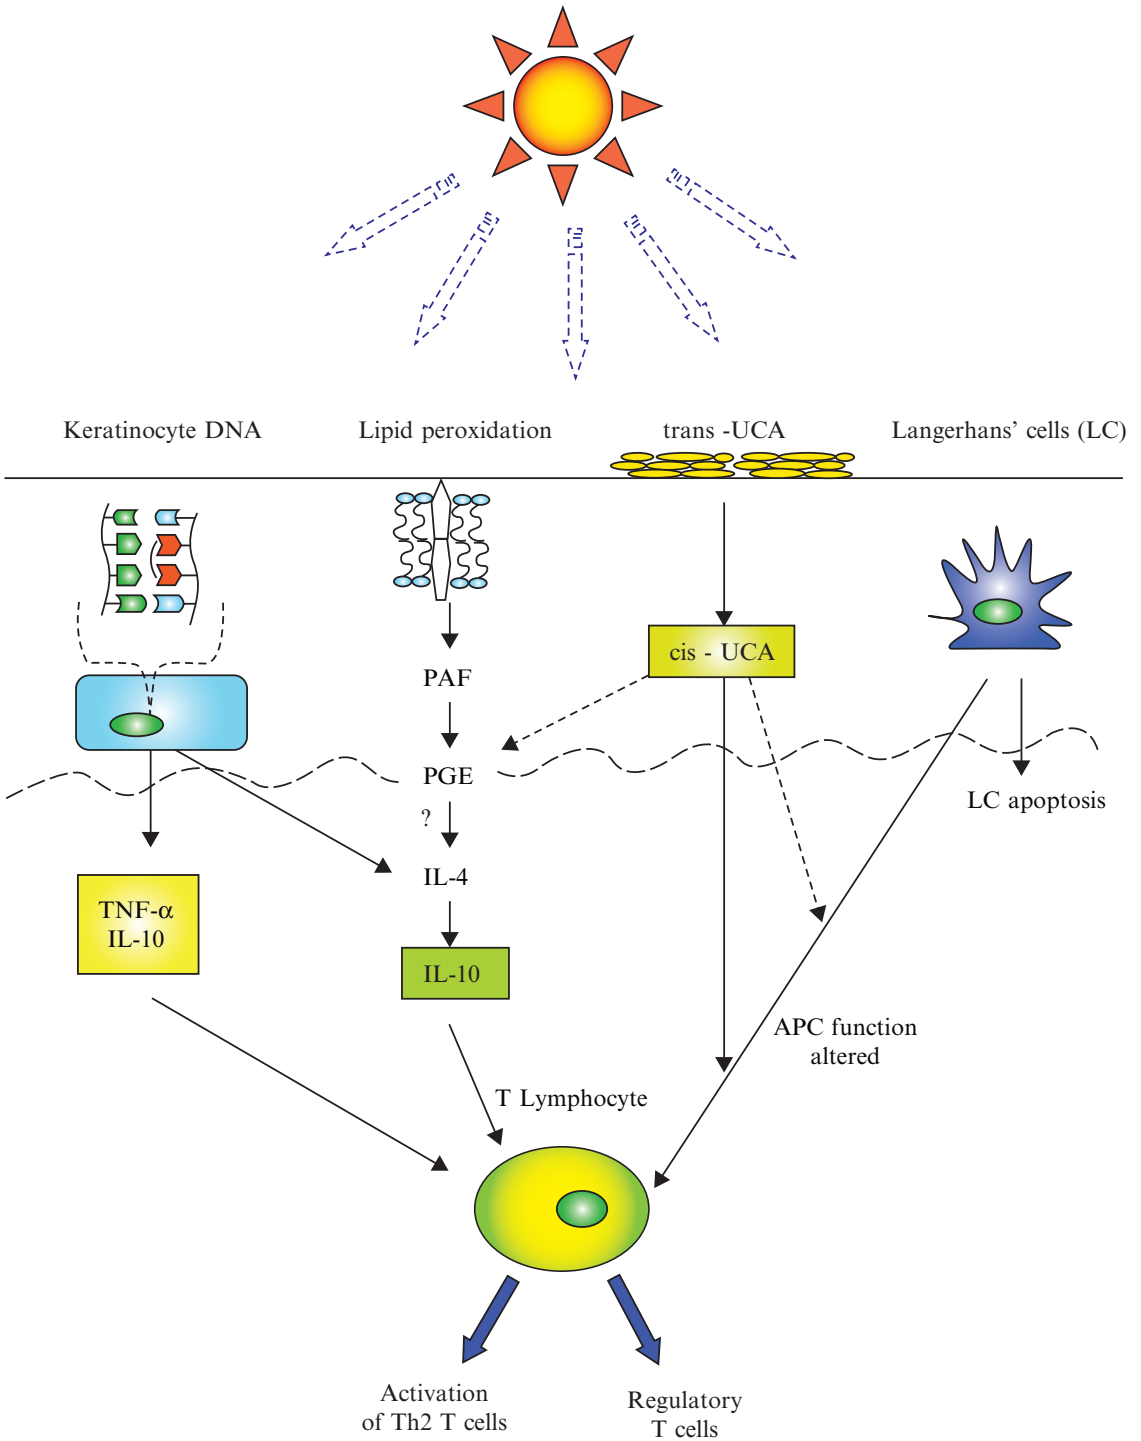 Keratinocyte DNA
Lipid peroxidation
trans -UCA
Langerhans’ cells (LC)
cis - UCA
PAF
PGE
?
LC apoptosis
IL-4
TNF-α
IL-10
IL-10
APC function
altered
T Lymphocyte
Activation
of Th2 T cells
Regulatory
T cells